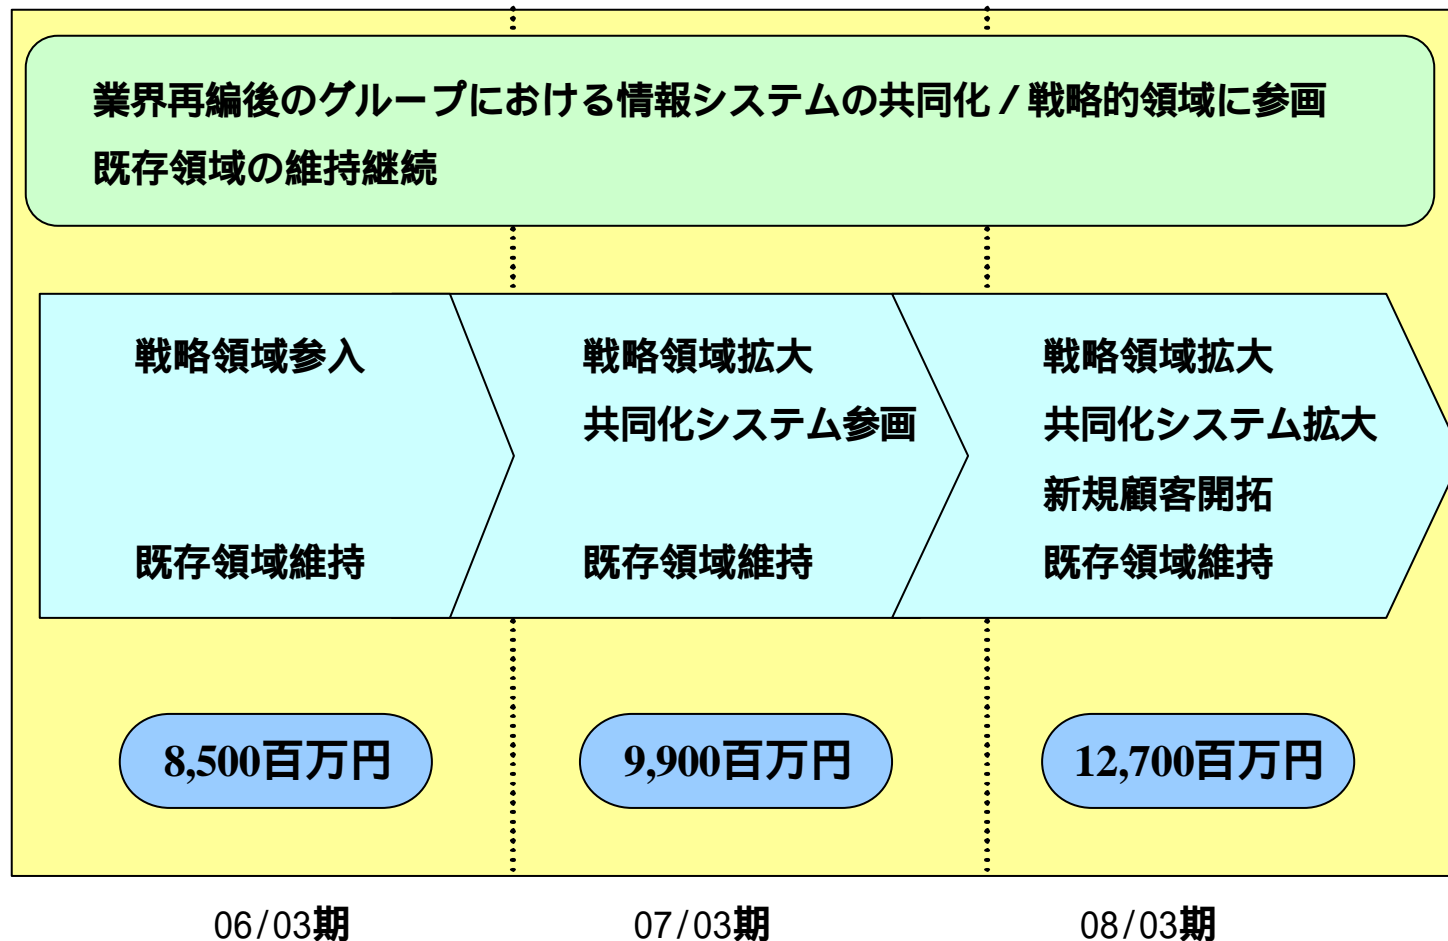 業界再編後のグループにおける情報システムの共同化/戦略的領域に参画
既存領域の維持継続
戦略領域参入
既存領域維持
戦略領域拡大
共同化システム参画
既存領域維持
戦略領域拡大
共同化システム拡大
新規顧客開拓
既存領域維持
8,500百万円
9,900百万円
12,700百万円
06/03期
07/03期
08/03期